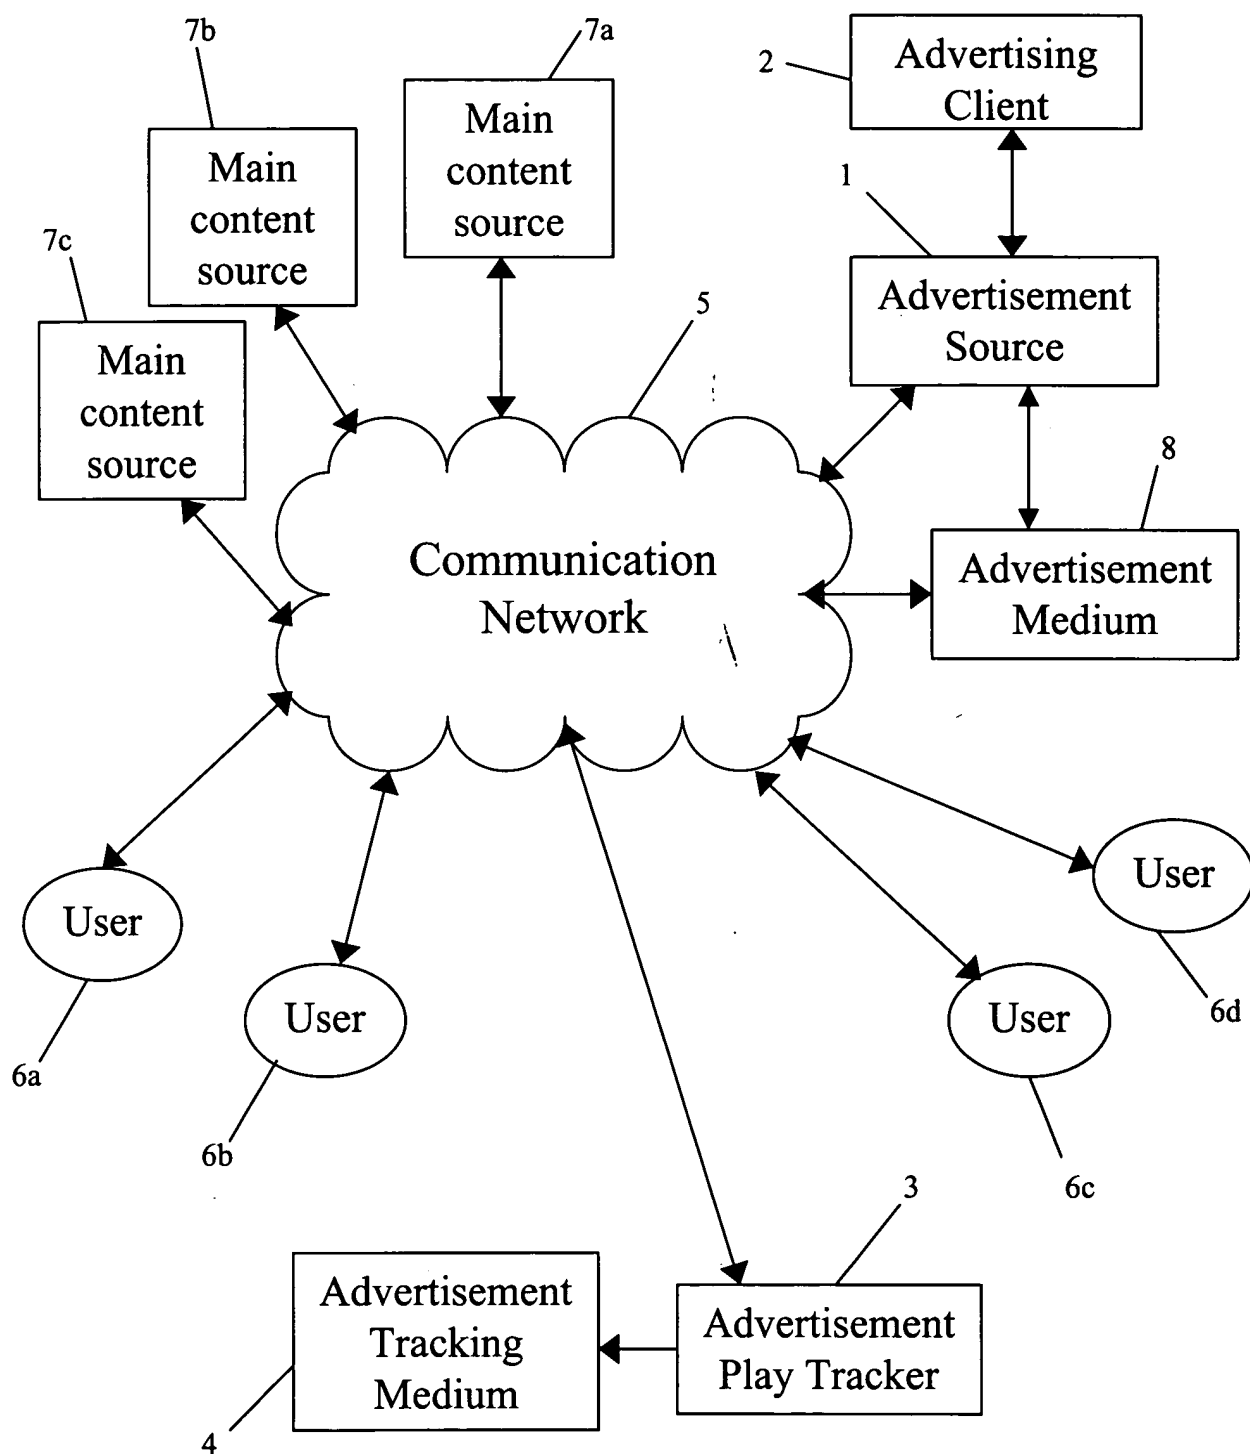 7b
7a
2
Advertising
Client
Main
content
source
Main
content
source
1
7c
Advertisement
Source
5
Main
content
source
8
Communication
Network
Advertisement
Medium
User
User
User
User
6a
6b
6c
6d
3
Advertisement
Tracking
Medium
Advertisement
Play Tracker
4